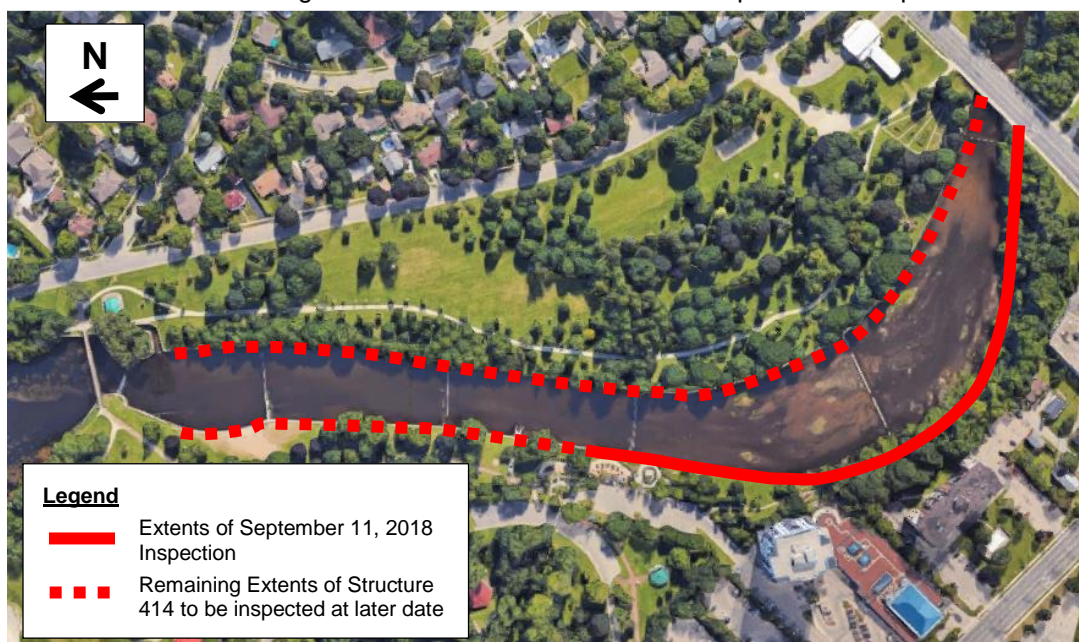 N
Legend
Extents of September 11, 2018
Inspection
Remaining Extents of Structure
414 to be inspected at later date